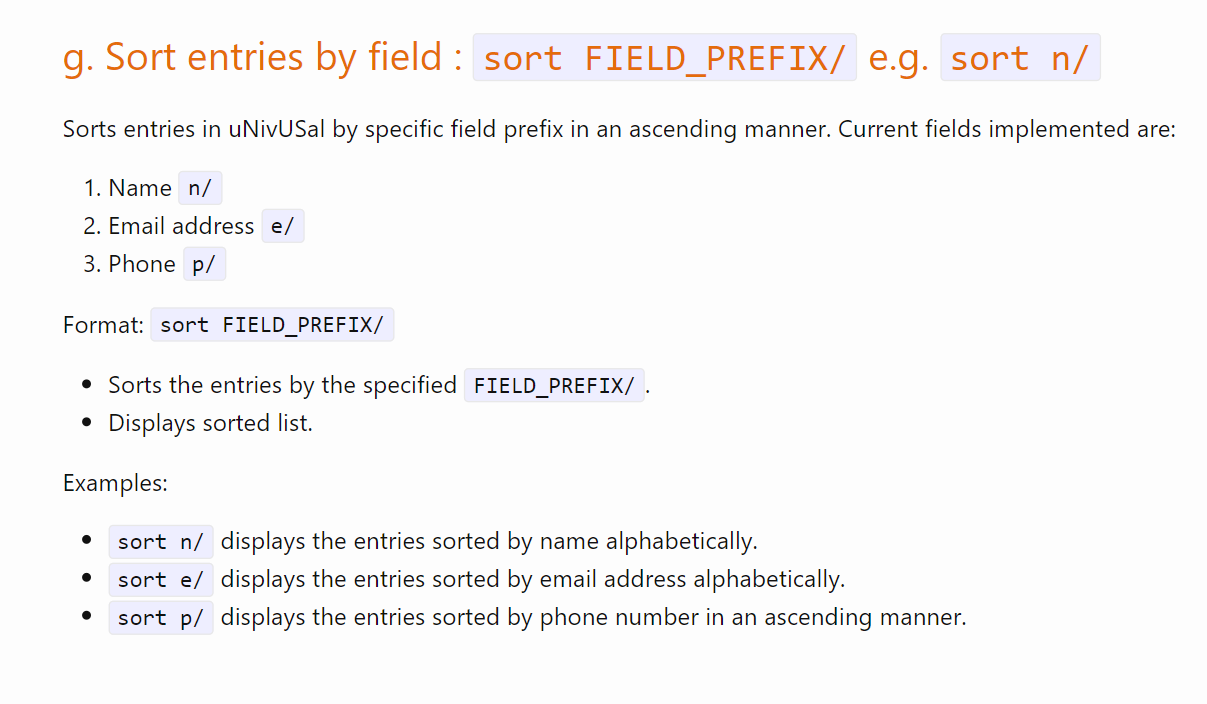 g. Sort entries by field : sort FIELD_PREFIX/ e.g. sort n/
Sorts entries in uNivUSal by specific field prefix in an ascending manner. Current fields implemented are:
1. Name n/
2. Email address e/
3. Phone p/
Format: sort FIELD_PREFIX/
• Sorts the entries by the specified FIELD_PREFIX/ .
• Displays sorted list.
Examples:
• sort n/ displays the entries sorted by name alphabetically.
• sort e/ displays the entries sorted by email address alphabetically.
• sort p/ displays the entries sorted by phone number in an ascending manner.